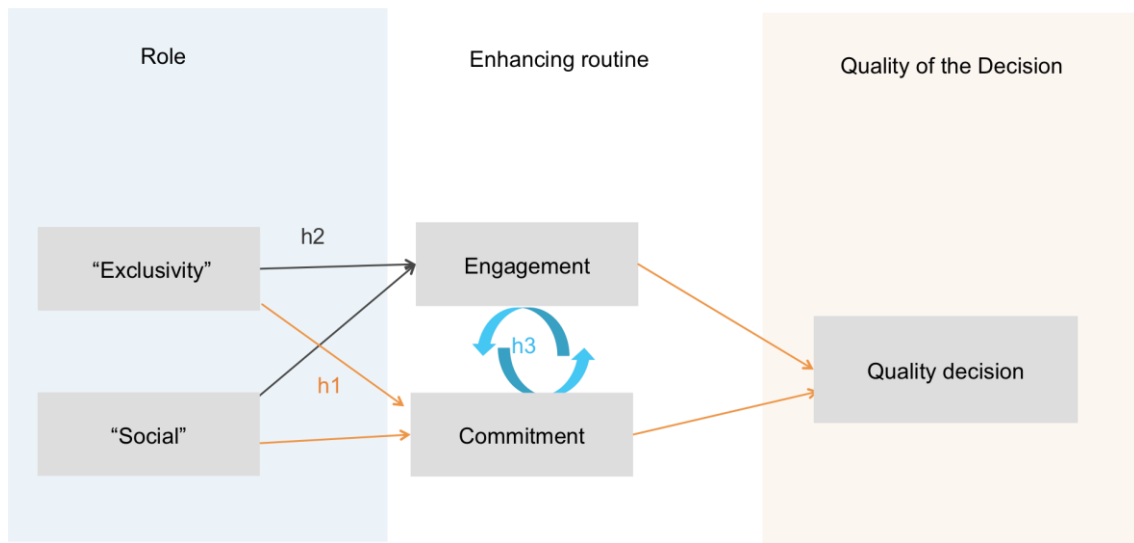 Role
Enhancing routine
Quality of the Decision
h2
“Exclusivity”
Engagement
h3
h1
Quality decision
“Social”
Commitment